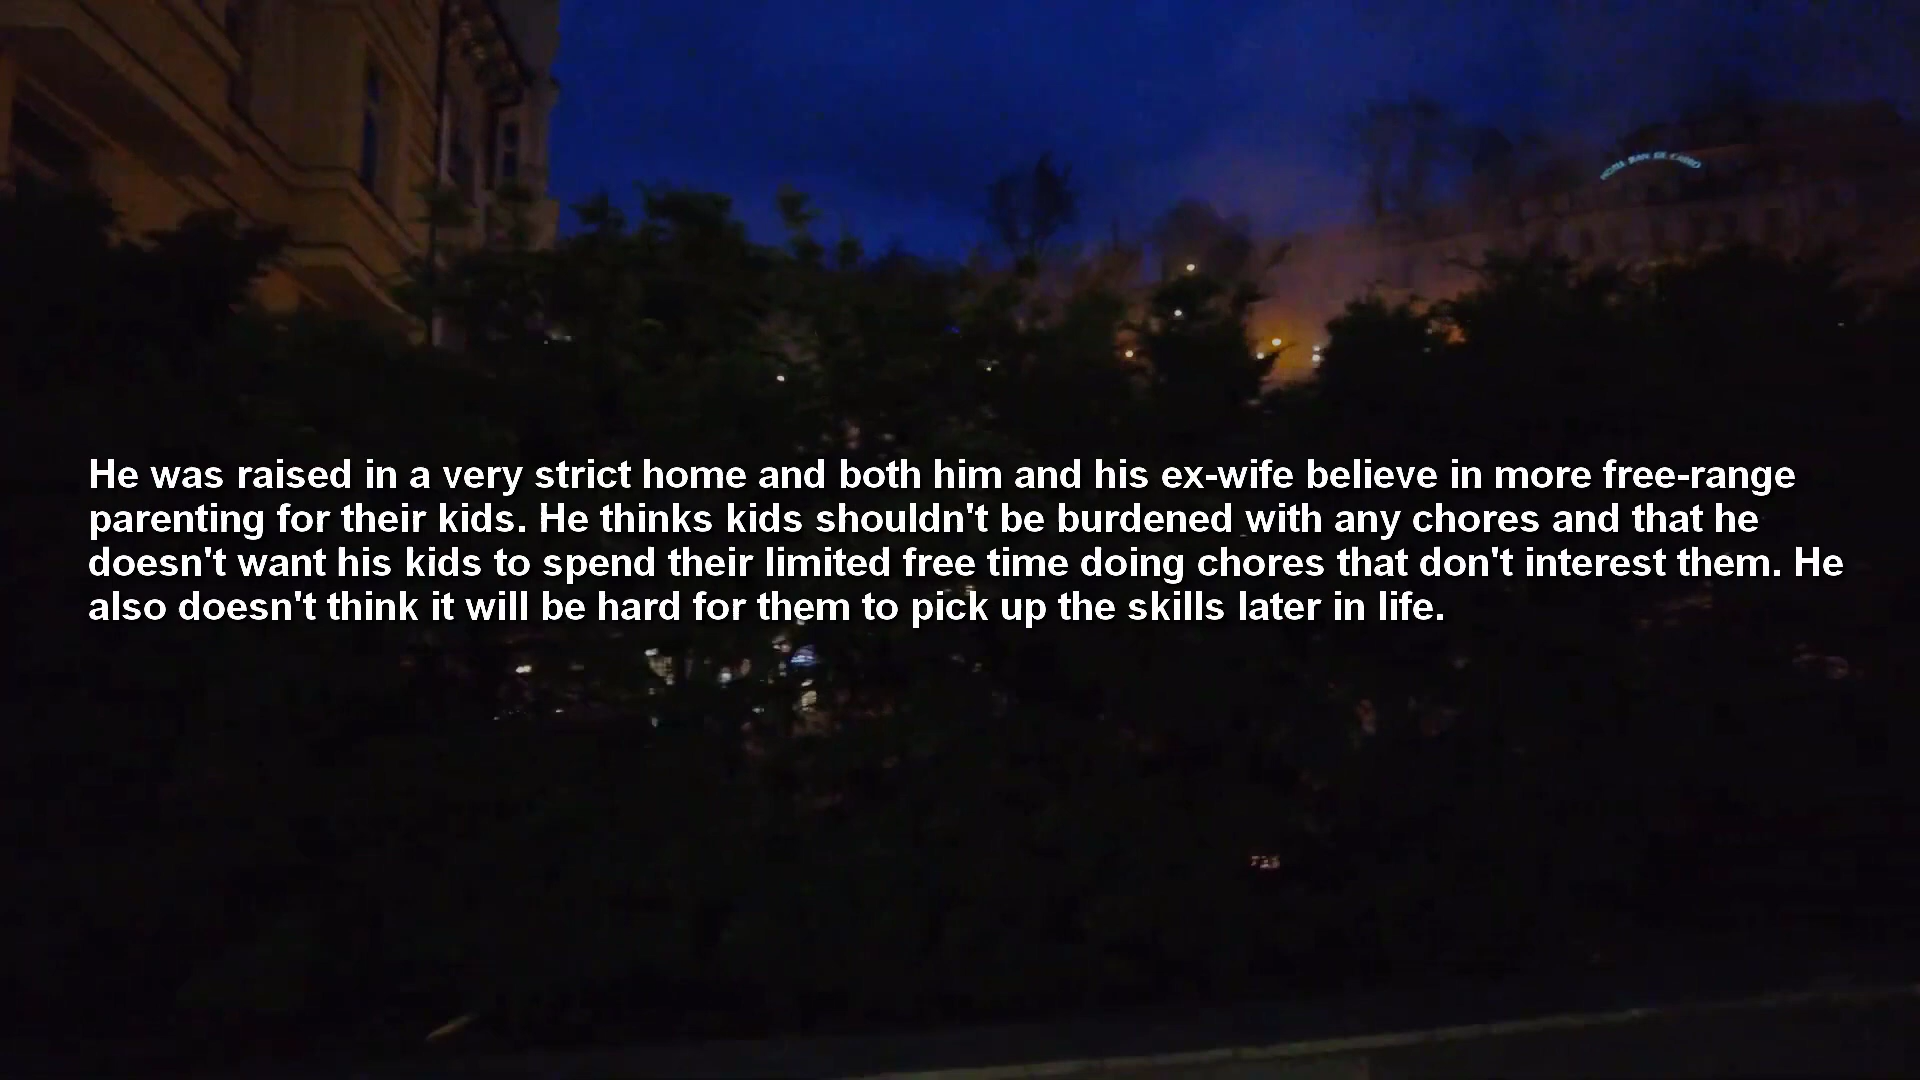 He was raised in a very strict home and both him and his ex-wife believe in more free-range
parenting for their kids. He thinks kids shouldn't be burdened with any chores and that he
doesn't want his kids to spend their limited free time doing chores that don't interest them. He
also doesn't think it will be hard for them to pick up the skills later in life.